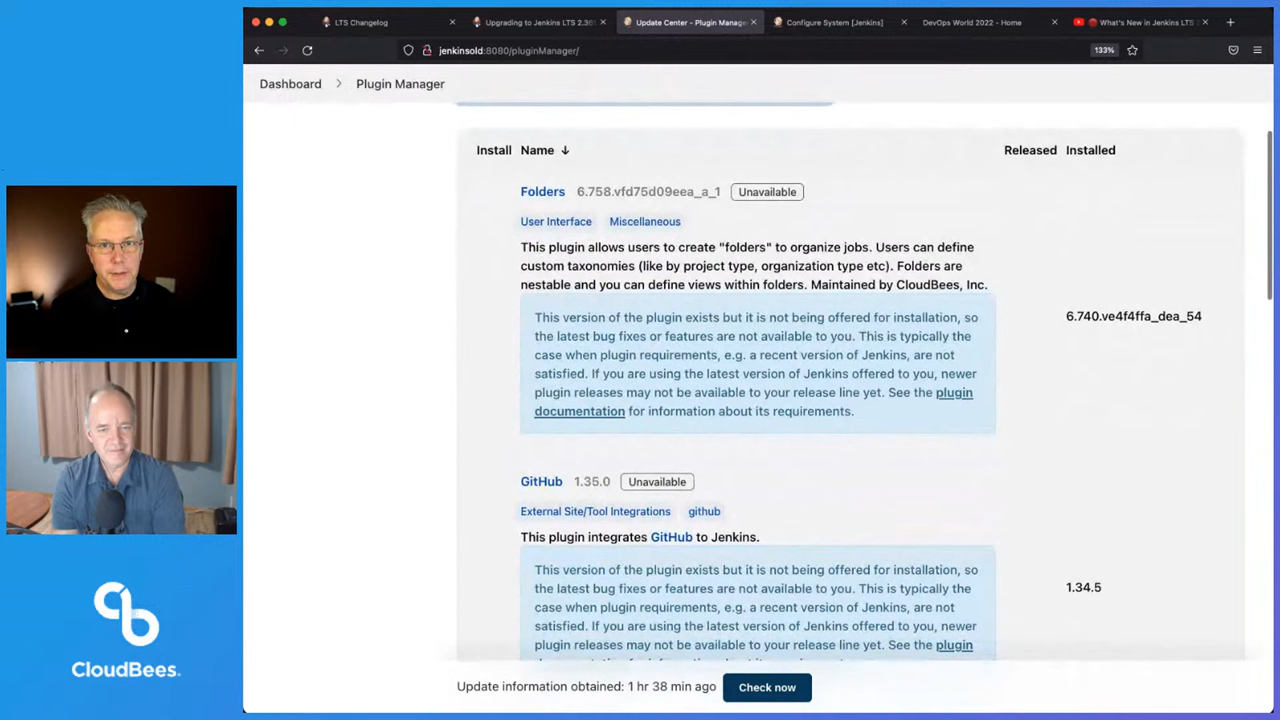 LTS Changelog
Upgrading to Jenkins LTS 2.36
Update Center - Plugin Manage
Configure System [Jenkins]
DevOps World 2022 - Home
What's New in Jenkins LTS
jenkinsold:8080/pluginManager/
133%
Dashboard
Plugin Manager
Install Name ↓ Released Installed
Folders 6.758.vfd75d09eea_a_1 Unavailable
User Interface Miscellaneous
This plugin allows users to create "folders" to organize jobs. Users can define
custom taxonomies (like by project type, organization type etc). Folders are
nestable and you can define views within folders. Maintained by CloudBees, Inc.
This version of the plugin exists but it is not being offered for installation, so
the latest bug fixes or features are not available to you. This is typically the
case when plugin requirements, e.g. a recent version of Jenkins, are not
satisfied. If you are using the latest version of Jenkins offered to you, newer
plugin releases may not be available to your release line yet. See the plugin
documentation for information about its requirements.
6.740.ve4f4ffa_dea_54
GitHub 1.35.0 Unavailable
External Site/Tool Integrations github
This plugin integrates GitHub to Jenkins.
This version of the plugin exists but it is not being offered for installation, so
the latest bug fixes or features are not available to you. This is typically the
case when plugin requirements, e.g. a recent version of Jenkins, are not
satisfied. If you are using the latest version of Jenkins offered to you, newer
plugin releases may not be available to your release line yet. See the plugin
1.34.5
Update information obtained: 1 hr 38 min ago
Check now
CloudBees.